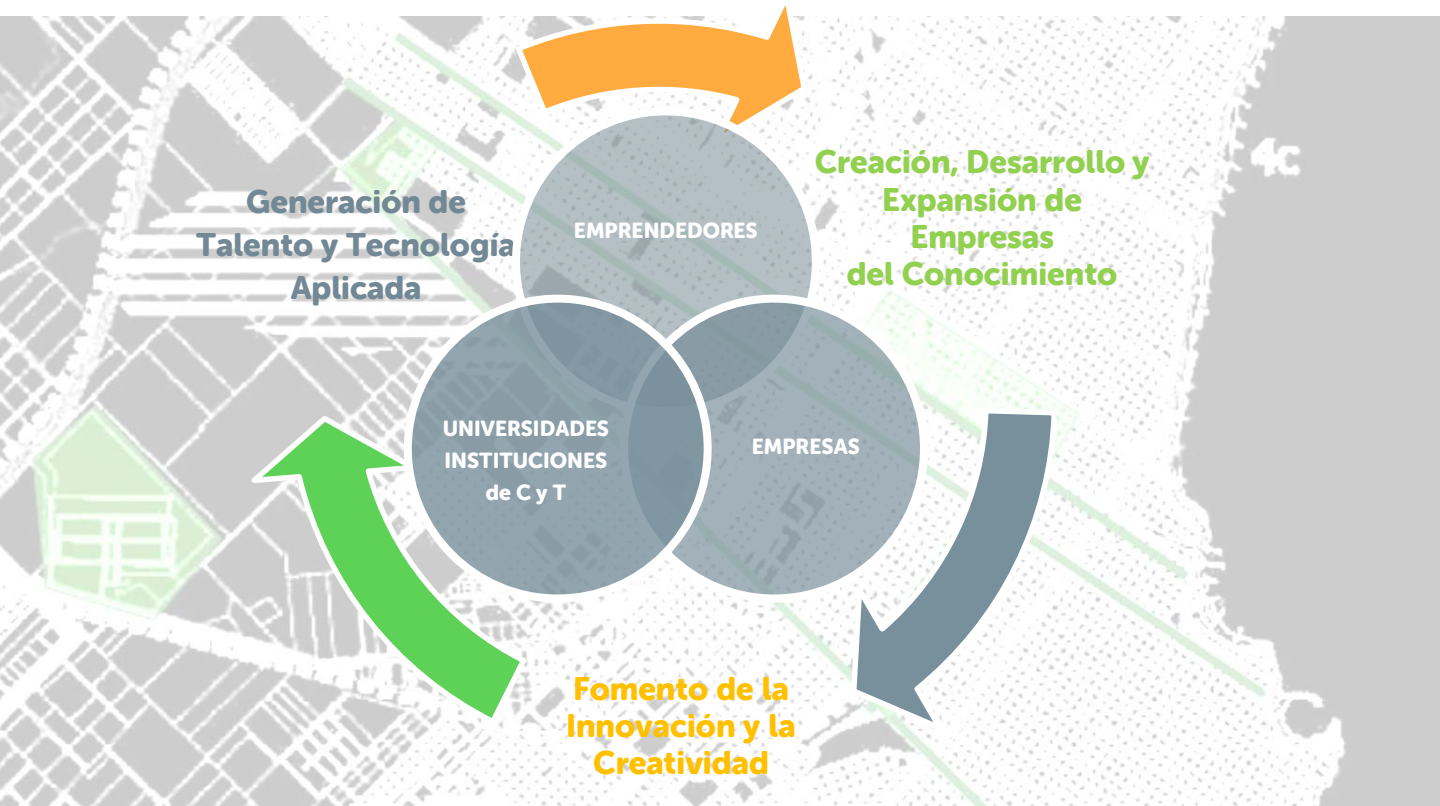 Generación de
Talento y Tecnología
Aplicada
EMPRENDEDORES
Creación, Desarrollo y
Expansión de
Empresas
del Conocimiento
UNIVERSIDADES
INSTITUCIONES
de C y T
EMPRESAS
Fomento de la
Innovación y la
Creatividad